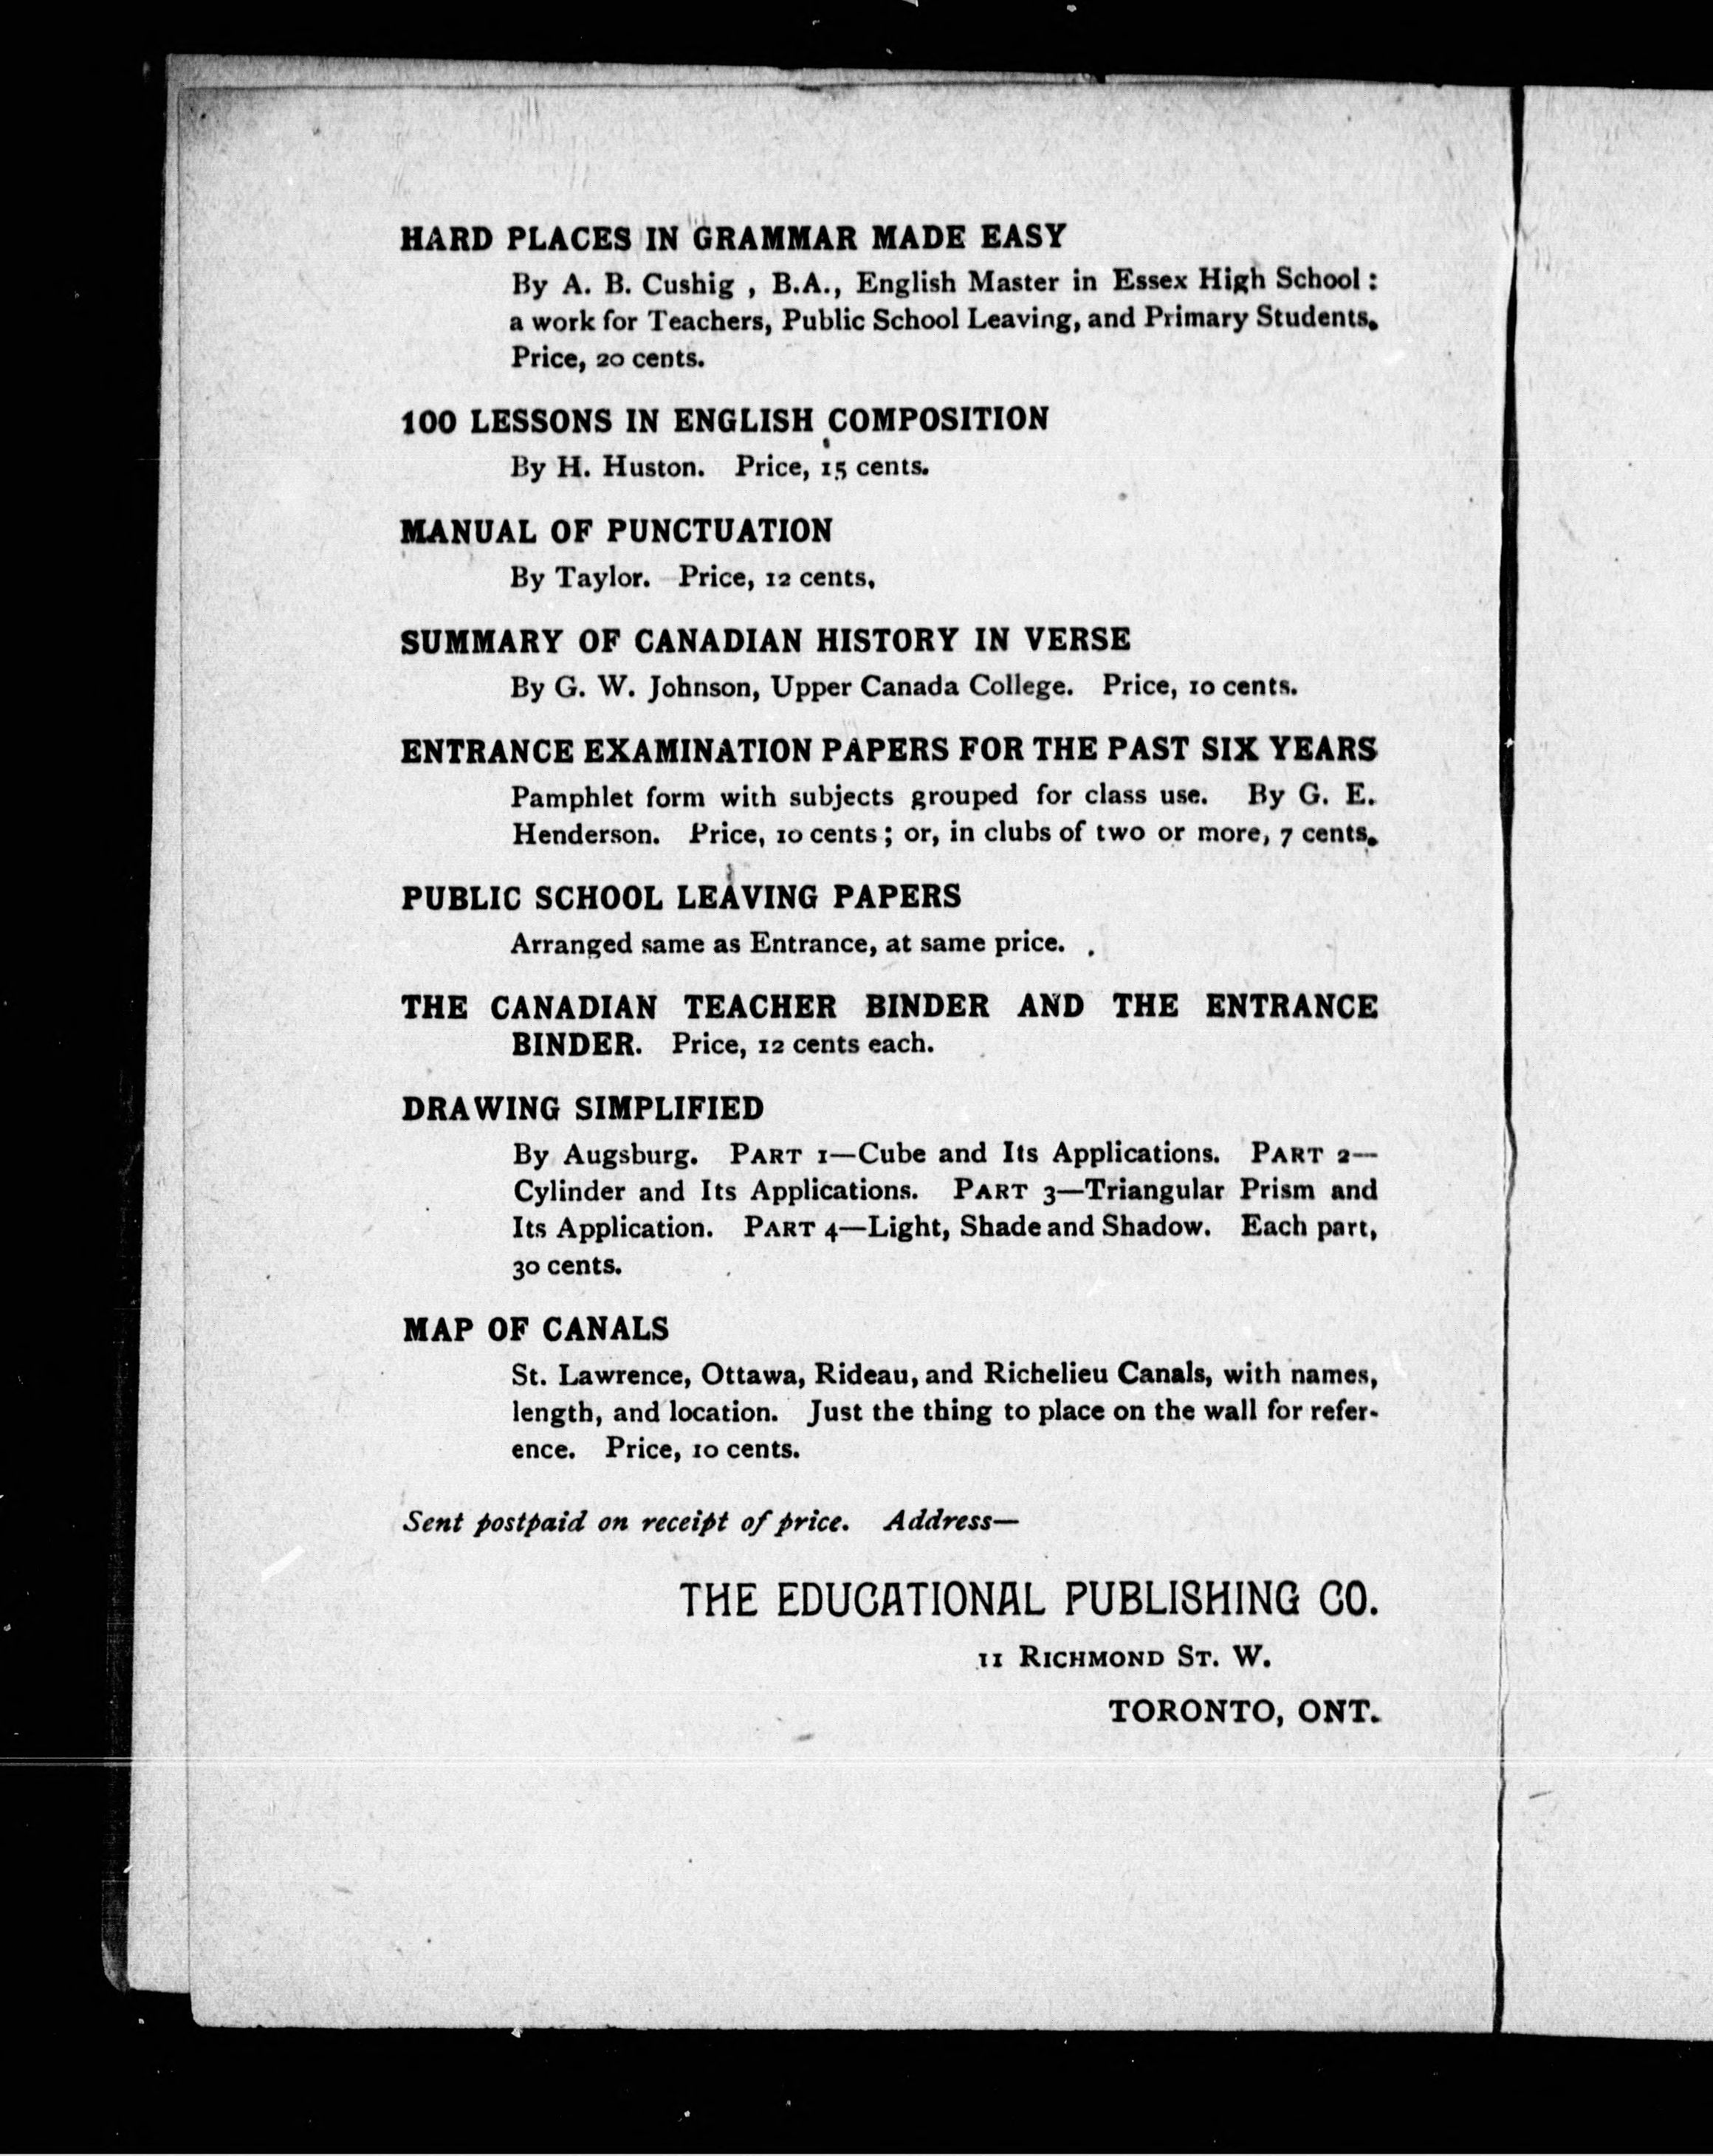 HARD PLACES IN GRAMMAR MADE EASY
By A. B. Cushig , B.A., English Master in Essex High School :
a work for Teachers, Public School Leaving, and Primary Students.
Price, 20 cents.
100 LESSONS IN ENGLISH COMPOSITION
By H. Huston. Price, 15 cents.
MANUAL OF PUNCTUATION
By Taylor. Price, 12 cents.
SUMMARY OF CANADIAN HISTORY IN VERSE
By G. W. Johnson, Upper Canada College. Price, 10 cents.
ENTRANCE EXAMINATION PAPERS FOR THE PAST SIX YEARS
Pamphlet form with subjects grouped for class use. By G. E.
Henderson. Price, 10 cents ; or, in clubs of two or more, 7 cents.
PUBLIC SCHOOL LEAVING PAPERS
Arranged same as Entrance, at same price.
THE CANADIAN TEACHER BINDER AND THE ENTRANCE
BINDER. Price, 12 cents each.
DRAWING SIMPLIFIED
By Augsburg. PART 1—Cube and Its Applications. PART 2—
Cylinder and Its Applications. PART 3—Triangular Prism and
Its Application. PART 4—Light, Shade and Shadow. Each part,
30 cents.
MAP OF CANALS
St. Lawrence, Ottawa, Rideau, and Richelieu Canals, with names,
length, and location. Just the thing to place on the wall for refer-
ence. Price, 10 cents.
Sent postpaid on receipt of price. Address—
THE EDUCATIONAL PUBLISHING CO.
11 RICHMOND ST. W.
TORONTO, ONT.